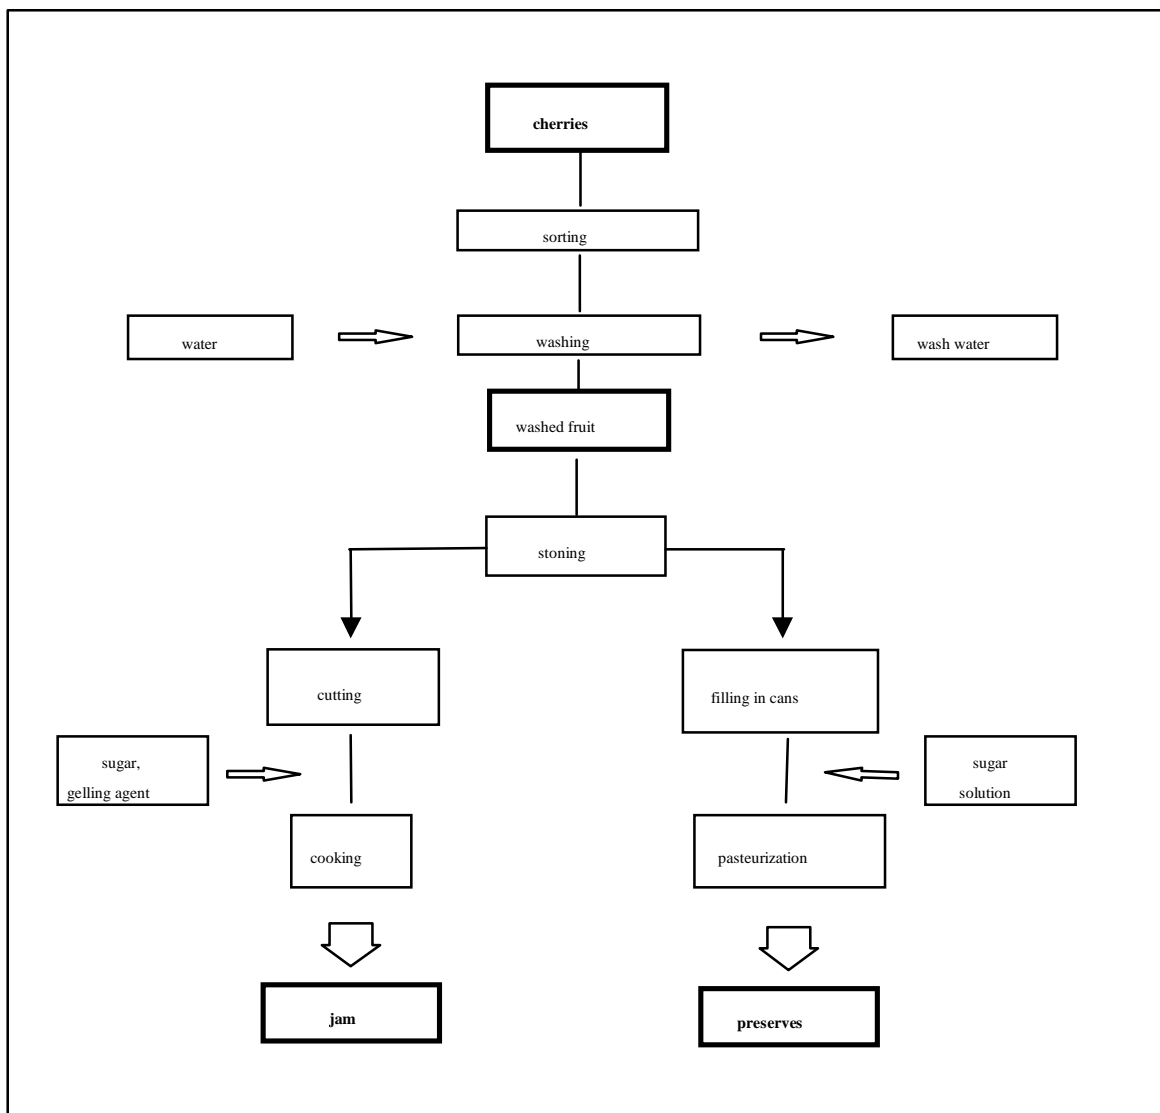 cherries
sorting
water
washing
wash water
washed fruit
stoning
cutting
filling in cans
sugar,
gelling agent
sugar
solution
cooking
pasteurization
jam
preserves